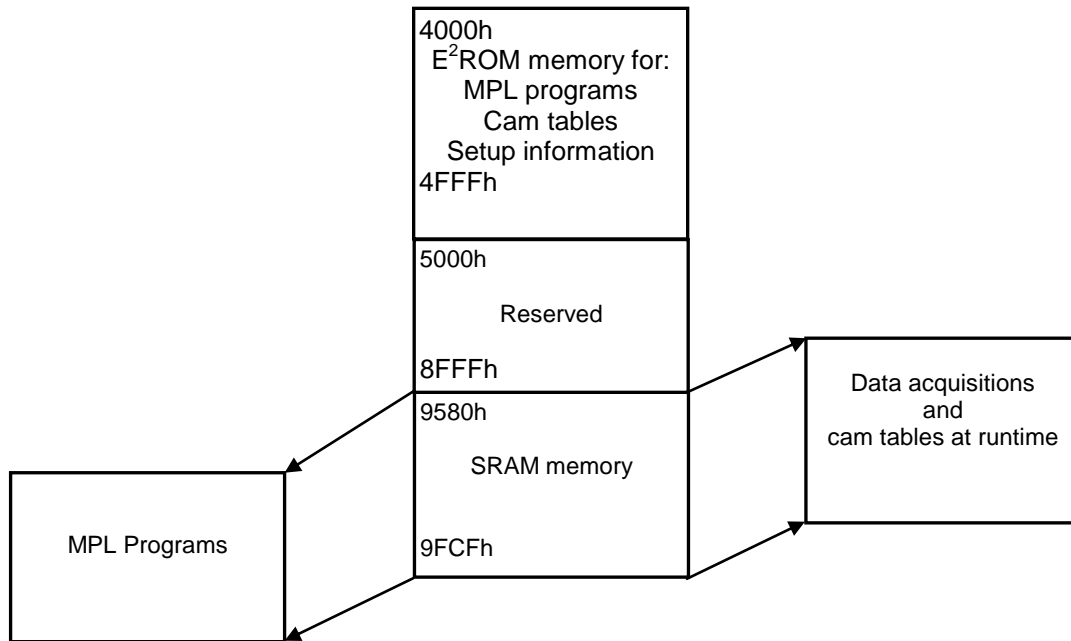 4000h
E²ROM memory for:
MPL programs
Cam tables
Setup information
4FFFh
5000h
Reserved
8FFFh
9580h
SRAM memory
9FCFh
Data acquisitions
and
cam tables at runtime
MPL Programs